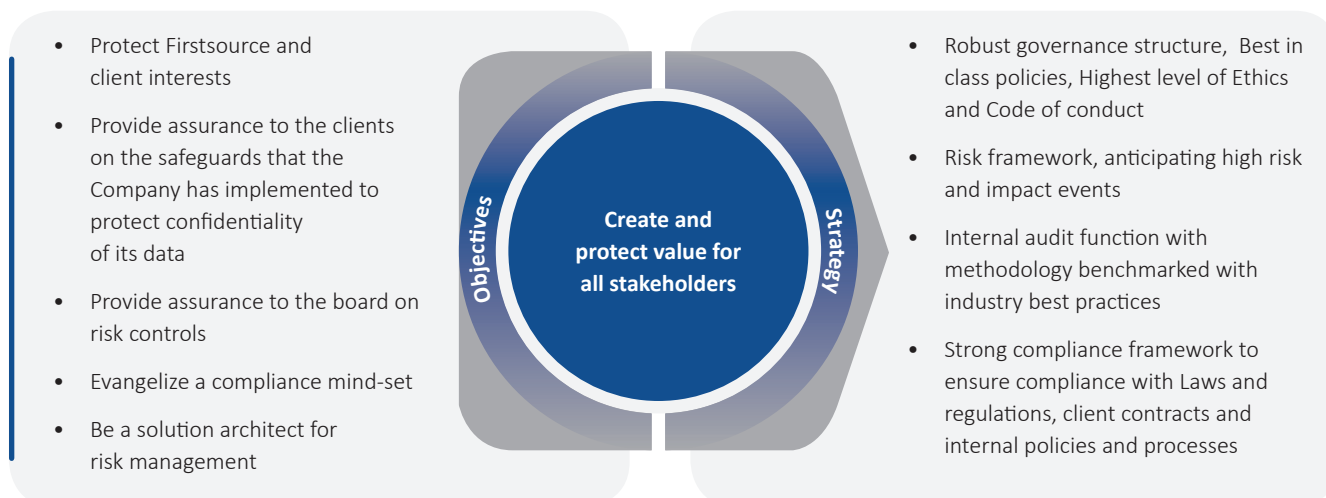 • Protect Firstsource and
client interests
• Provide assurance to the clients
on the safeguards that the
Company has implemented to
protect confidentiality
of its data
• Provide assurance to the board on
risk controls
• Evangelize a compliance mind-set
• Be a solution architect for
risk management
Objectives
Create and
protect value for
all stakeholders
Strategy
• Robust governance structure, Best in
class policies, Highest level of Ethics
and Code of conduct
• Risk framework, anticipating high risk
and impact events
• Internal audit function with
methodology benchmarked with
industry best practices
• Strong compliance framework to
ensure compliance with Laws and
regulations, client contracts and
internal policies and processes